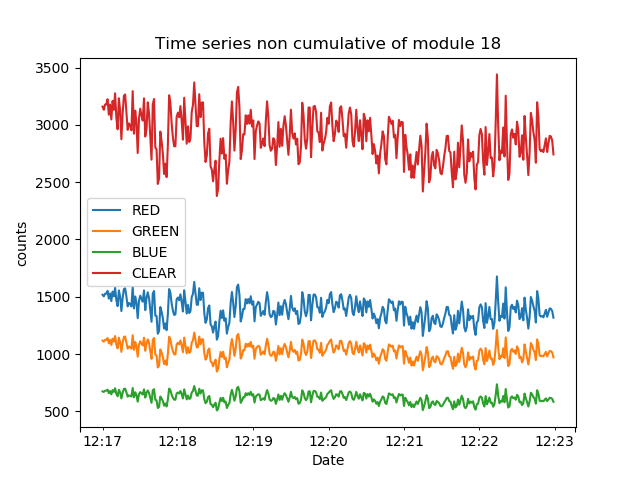 Time series non cumulative of module 18
3500
3000
2500
2000
1500
1000
500
counts
RED
GREEN
BLUE
CLEAR
12:17 12:18 12:19 12:20 12:21 12:22 12:23
Date